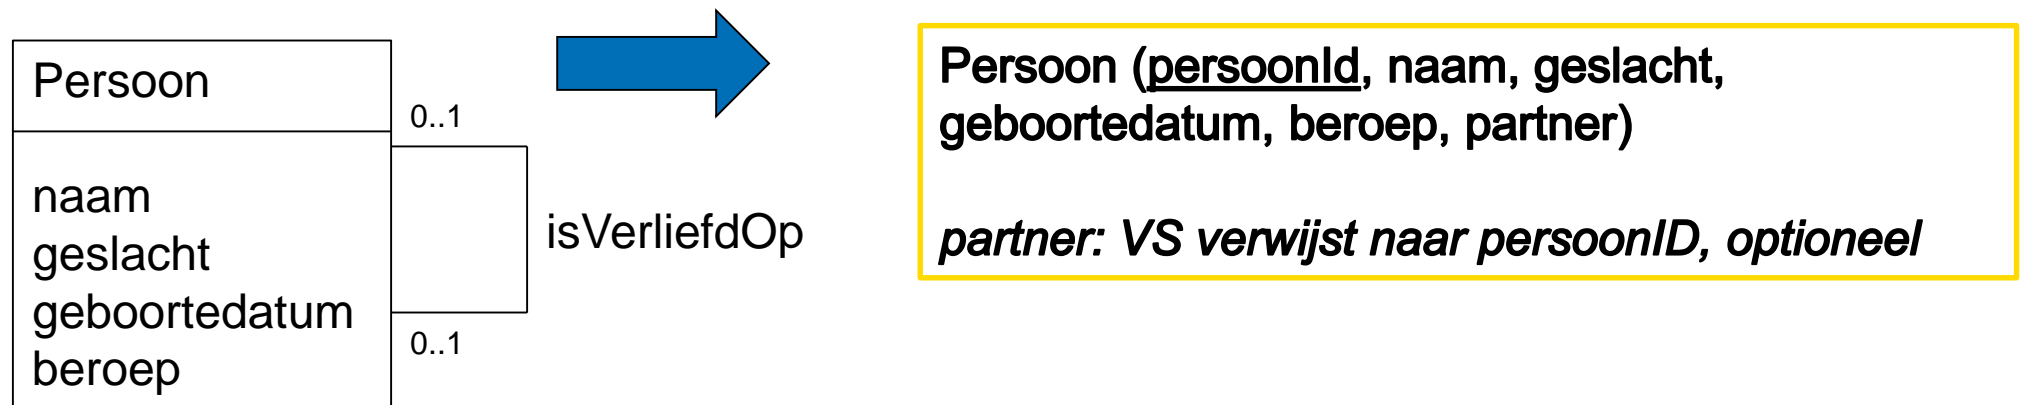 Persoon
naam
geslacht
geboortedatum
beroep
0..1
isVerliefdOp
0..1
Persoon (persoonId, naam, geslacht,
geboortedatum, beroep, partner)
partner: VS verwijst naar persoonID, optioneel